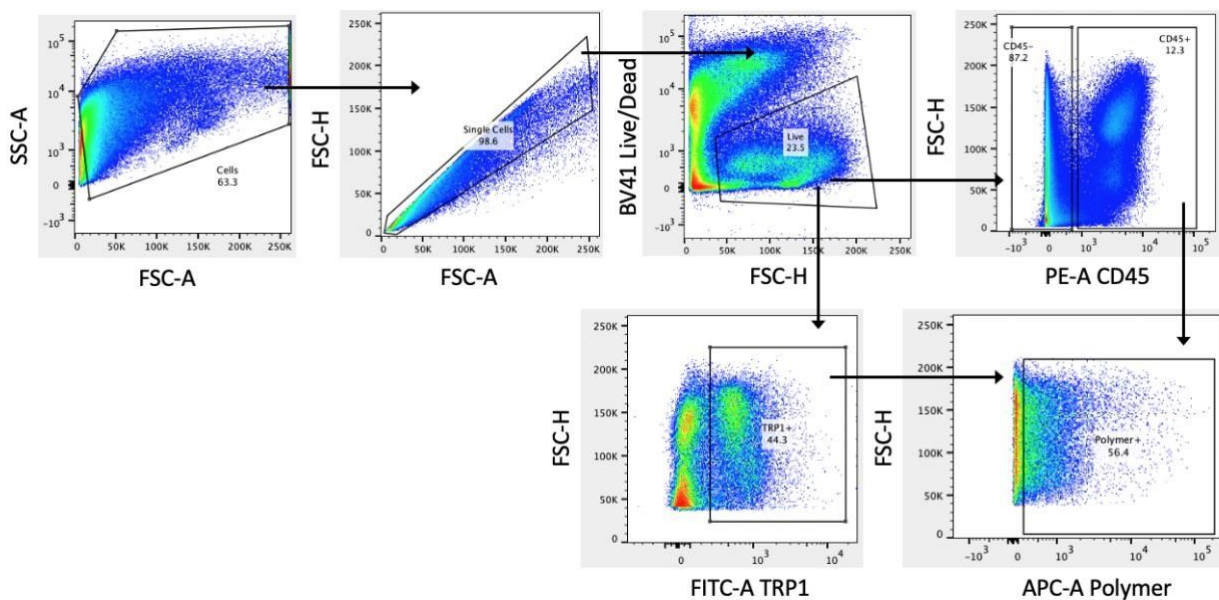 SSC-A
10^5
10^4
10^3
0
-10^3
Cells
63.3
0 50K 100K 150K 200K 250K
FSC-A
FSC-H
250K
200K
150K
100K
50K
0
Single Cells
98.6
0 50K 100K 150K 200K 250K
FSC-A
BV41 Live/Dead
10^5
10^4
10^3
0
-10^3
Live
23.5
0 50K 100K 150K 200K 250K
FSC-H
FSC-H
250K
200K
150K
100K
50K
0
CD45-
87.2
CD45+
12.3
-10^3 0 10^3 10^4 10^5
PE-A CD45
FSC-H
250K
200K
150K
100K
50K
0
TRP1+
44.3
0 10^3 10^4
FITC-A TRP1
FSC-H
250K
200K
150K
100K
50K
0
Polymer+
56.4
-10^3 0 10^3 10^4 10^5
APC-A Polymer